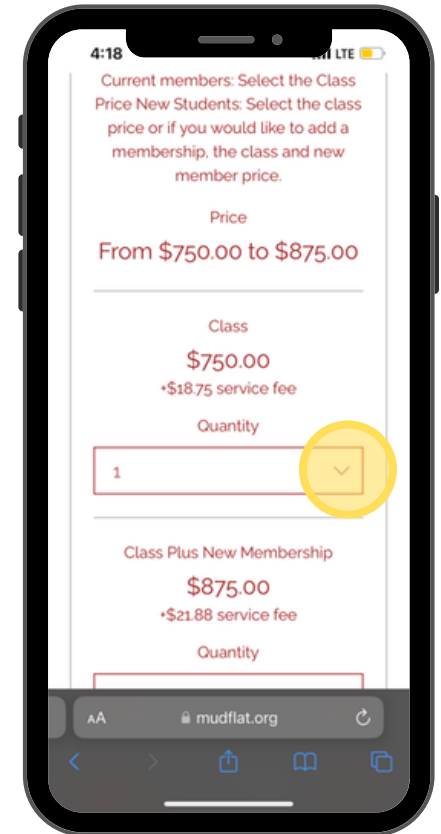 4:18
LTE
Current members: Select the Class
Price New Students: Select the class
price or if you would like to add a
membership, the class and new
member price.
Price
From $750.00 to $875.00
Class
$750.00
+$18.75 service fee
Quantity
1
Class Plus New Membership
$875.00
+$21.88 service fee
Quantity
AA
mudflat.org